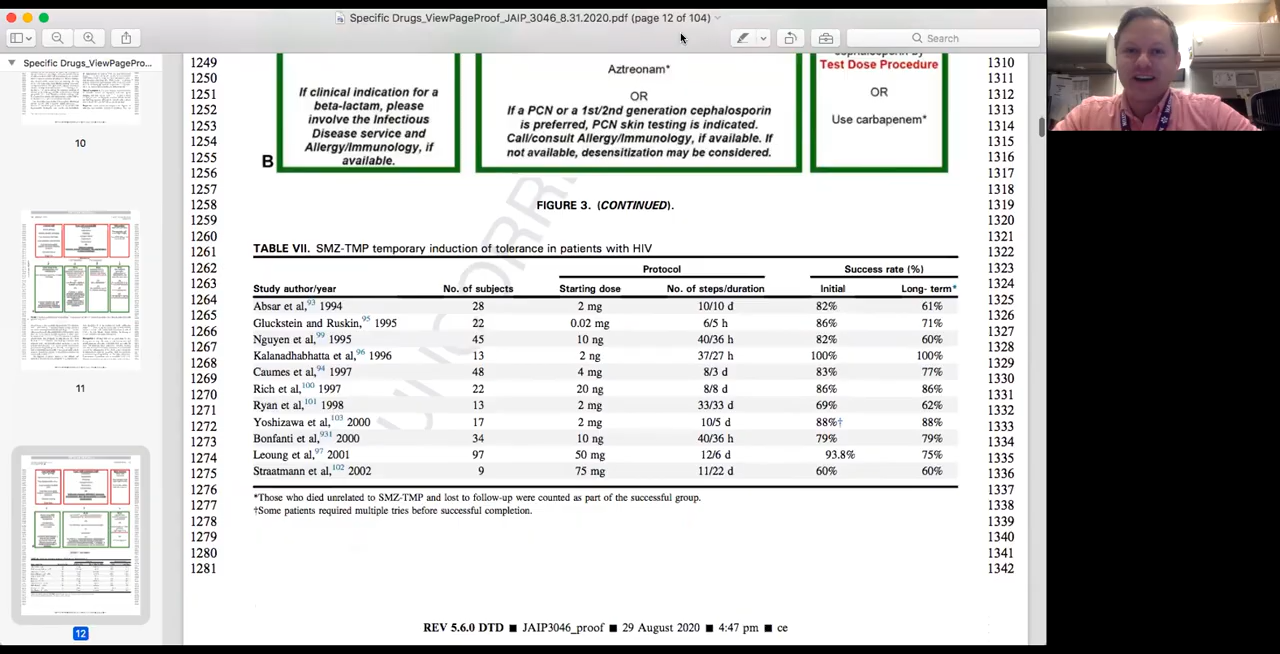 Specific Drugs_ViewPageProof_JAIP_3046_8.31.2020.pdf (page 12 of 104)
Search
Specific Drugs_ViewPagePro...
10
11
12
1249 1310
1250 Aztreonam* Test Dose Procedure 1311
1251 If clinical indication for a OR OR 1312
1252 beta-lactam, please If a PCN or a 1st/2nd generation cephalosporin 1313
1253 involve the Infectious is preferred, PCN skin testing is indicated. Use carbapenem* 1314
1254 Disease service and Call/consult Allergy/Immunology, if available. If 1315
1255 Allergy/Immunology, if not available, desensitization may be considered. 1316
1256 B available. 1317
1257 1318
1258 FIGURE 3. (CONTINUED). 1319
1259 1320
1260 1321
1261 TABLE VII. SMZ-TMP temporary induction of tolerance in patients with HIV 1322
1262 Protocol Success rate (%) 1323
1263 Study author/year No. of subjects Starting dose No. of steps/duration Initial Long- term* 1324
1264 Absar et al,93 1994 28 2 mg 10/10 d 82% 61% 1325
1265 Gluckstein and Ruskin,95 1995 22 0.02 mg 6/5 h 86% 71% 1326
1266 Nguyen et al,99 1995 45 10 ng 40/36 h 82% 60% 1327
1267 Kalanadhabhatta et al,96 1996 13 2 ng 37/27 h 100% 100% 1328
1268 Caumes et al,94 1997 48 4 mg 8/3 d 83% 77% 1329
1269 Rich et al,100 1997 22 20 ng 8/8 d 86% 86% 1330
1270 Ryan et al,101 1998 13 2 mg 33/33 d 69% 62% 1331
1271 Yoshizawa et al,103 2000 17 2 mg 10/5 d 88%† 88% 1332
1272 Bonfanti et al,931 2000 34 10 ng 40/36 h 79% 79% 1333
1273 Leoung et al,97 2001 97 50 mg 12/6 d 93.8% 75% 1334
1274 Straatmann et al,102 2002 9 75 mg 11/22 d 60% 60% 1335
1275 1336
1276 *Those who died unrelated to SMZ-TMP and lost to follow-up were counted as part of the successful group. 1337
1277 †Some patients required multiple tries before successful completion. 1338
1278 1339
1279 1340
1280 1341
1281 1342
REV 5.6.0 DTD ■ JAIP3046_proof ■ 29 August 2020 ■ 4:47 pm ■ ce